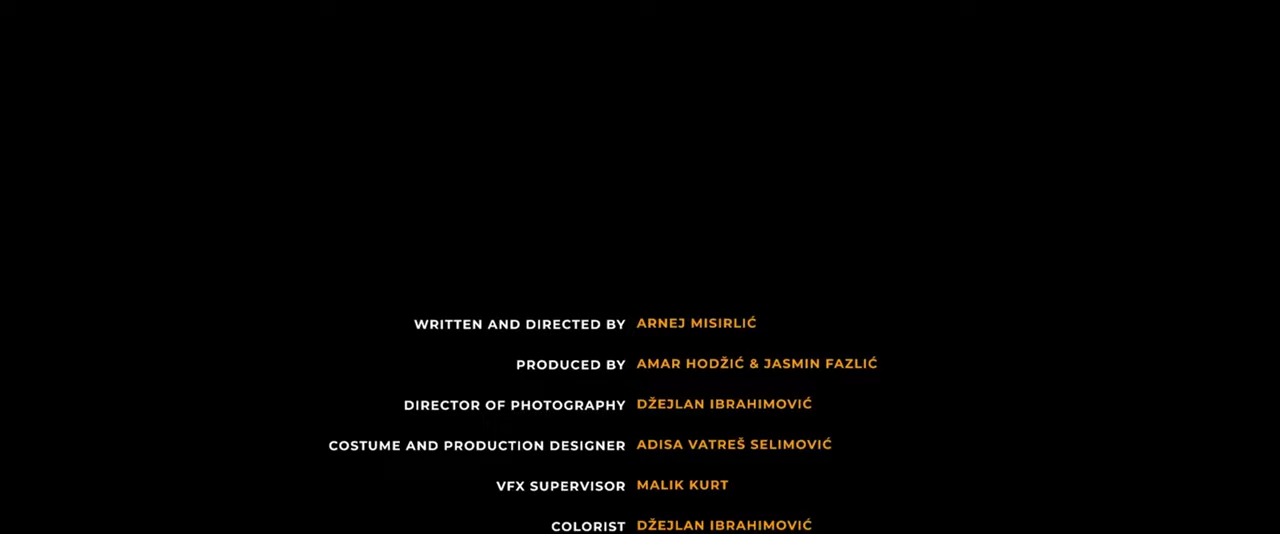 WRITTEN AND DIRECTED BY ARNEJ MISIRLIĆ
PRODUCED BY AMAR HODŽIĆ & JASMIN FAZLIĆ
DIRECTOR OF PHOTOGRAPHY DŽEJLAN IBRAHIMOVIĆ
COSTUME AND PRODUCTION DESIGNER ADISA VATREŠ SELIMOVIĆ
VFX SUPERVISOR MALIK KURT
COLORIST DŽEJLAN IBRAHIMOVIĆ